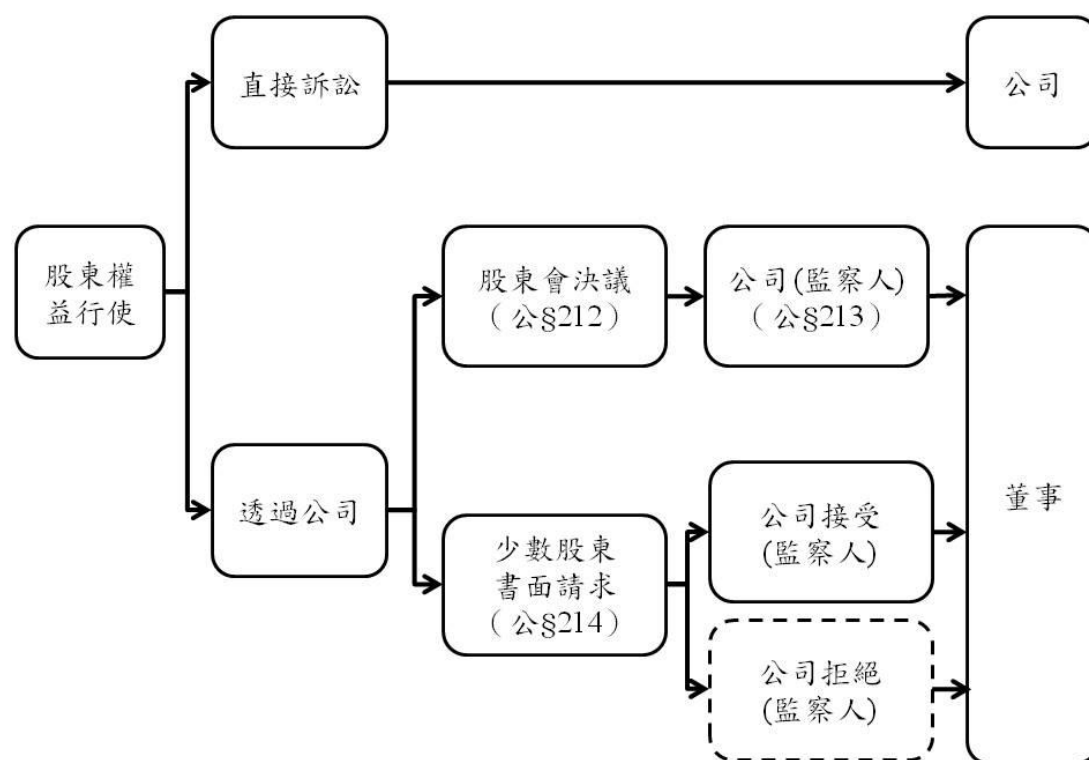 直接訴訟
公司
股東權
益行使
股東會決議
（公§212）
公司(監察人)
（公§213）
透過公司
少數股東
書面請求
（公§214）
公司接受
(監察人)
公司拒絕
(監察人)
董事